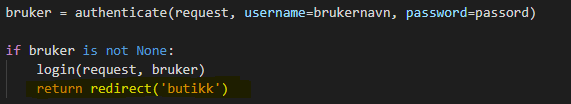 bruker = authenticate(request, username=brukernavn, password=passord)
if bruker is not None:
login(request, bruker)
return redirect('butikk')